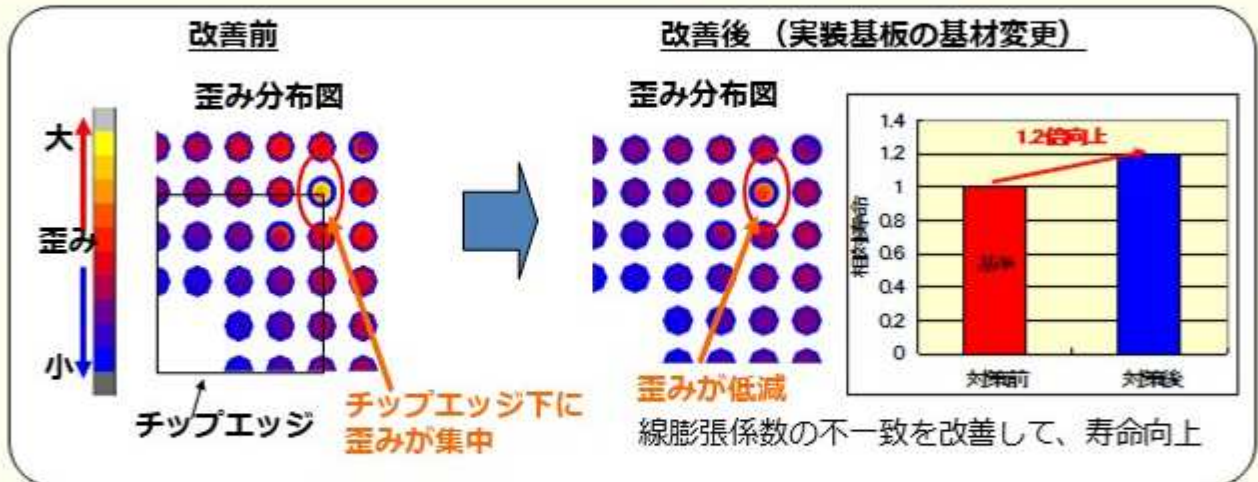 改善前
歪み分布図
大
歪み
小
チップエッジ
チップエッジ下に
歪みが集中
改善後 （実装基板の基材変更）
歪み分布図
歪みが低減
1.4
1.2
1
0.8
0.6
0.4
0.2
0
相対寿命
1.2倍向上
基準
対策前
対策後
線膨張係数の不一致を改善して、寿命向上